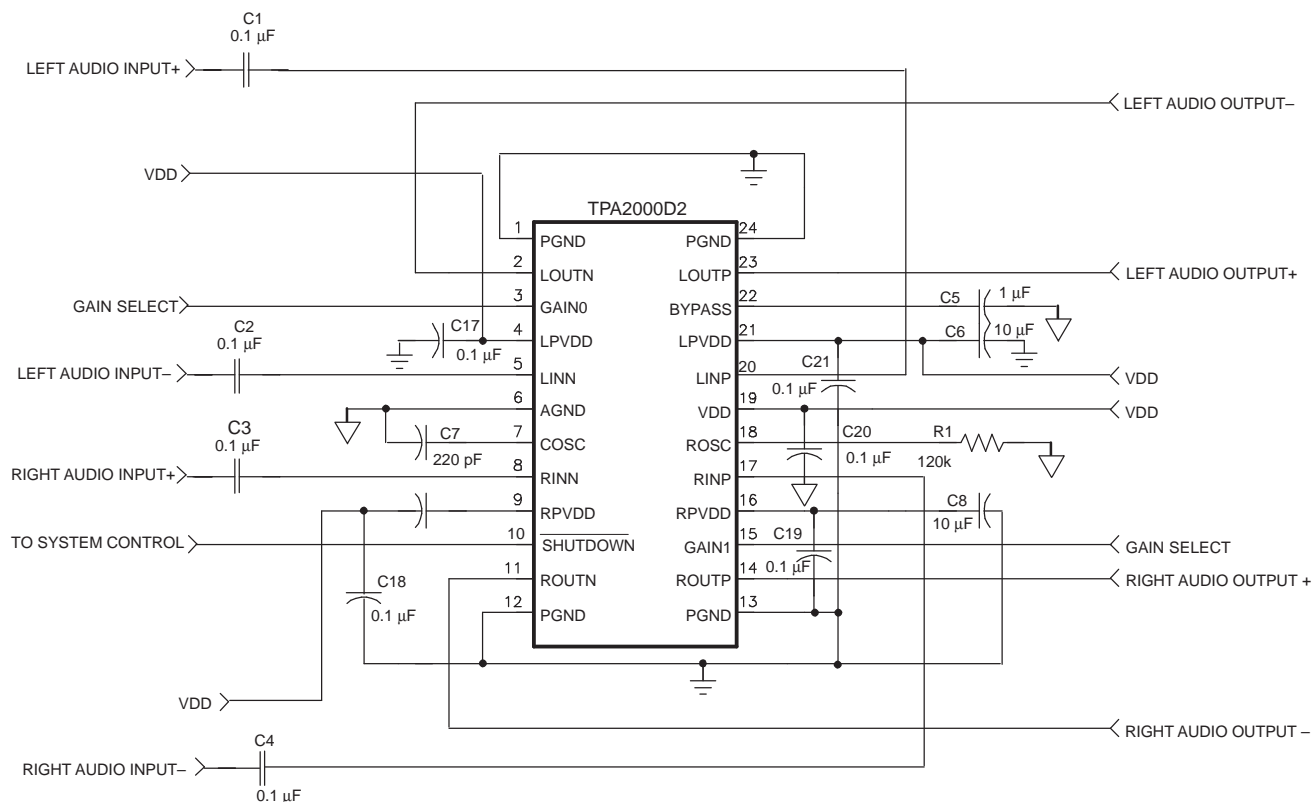 C1
0.1 μF
LEFT AUDIO INPUT+
LEFT AUDIO OUTPUT–
VDD
TPA2000D2
1
PGND
PGND
24
2
LOUTN
LOUTP
23
LEFT AUDIO OUTPUT+
GAIN SELECT
3
GAIN0
BYPASS
22
C5
1 μF
C17
0.1 μF
4
LPVDD
LPVDD
21
C6
10 μF
C2
0.1 μF
LEFT AUDIO INPUT–
5
LINN
LINP
20
C21
0.1 μF
VDD
6
AGND
VDD
19
VDD
C7
220 pF
7
COSC
ROSC
18
C20
0.1 μF
R1
120k
C3
0.1 μF
RIGHT AUDIO INPUT+
8
RINN
RINP
17
9
RPVDD
RPVDD
16
C8
10 μF
TO SYSTEM CONTROL
10
SHUTDOWN
GAIN1
15
C19
0.1 μF
GAIN SELECT
11
ROUTN
ROUTP
14
RIGHT AUDIO OUTPUT +
C18
0.1 μF
12
PGND
PGND
13
VDD
RIGHT AUDIO OUTPUT –
C4
0.1 μF
RIGHT AUDIO INPUT–